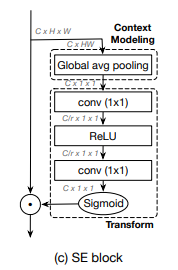 C x H x W
Context
Modeling
C x HW
Global avg pooling
C x 1 x 1
conv (1x1)
C/r x 1 x 1
ReLU
C/r x 1 x 1
conv (1x1)
C x 1 x 1
Sigmoid
Transform
(c) SE block